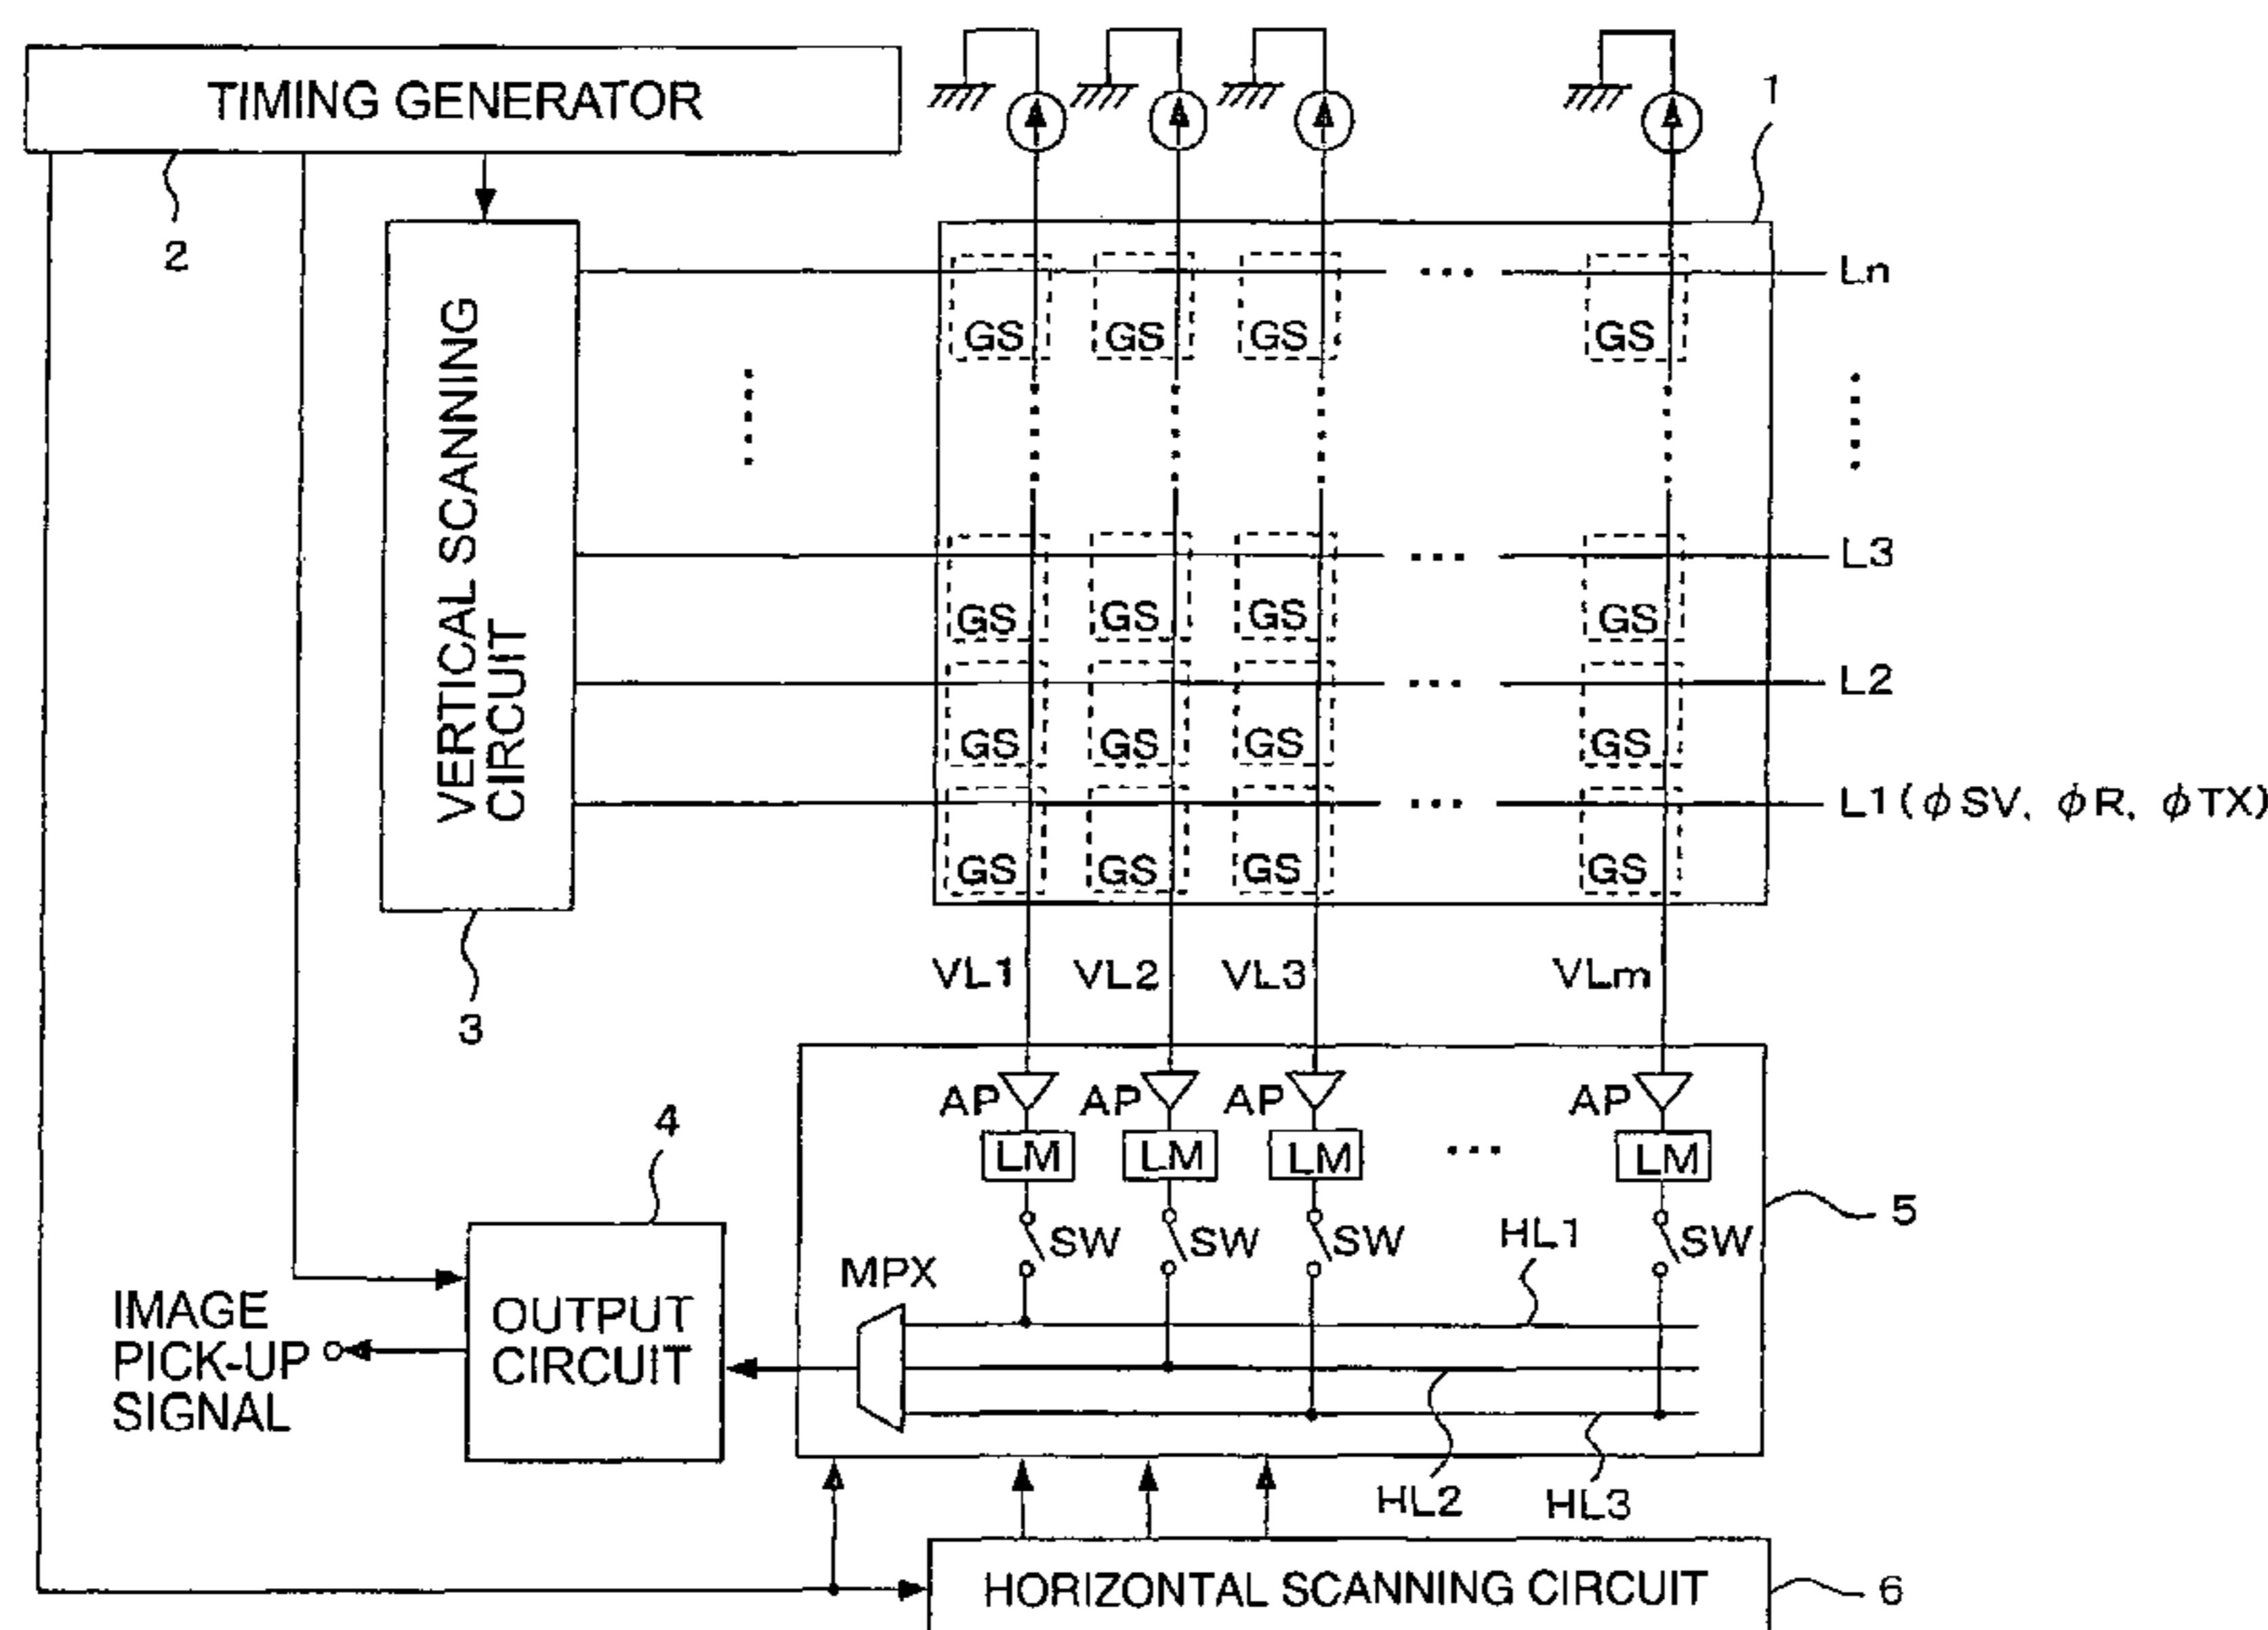 TIMING GENERATOR
1
2
Ln
GS GS GS GS
VERTICAL SCANNING
CIRCUIT
L3
GS GS GS GS
L2
GS GS GS GS
L1 (φSV, φR, φTX)
GS GS GS GS
VL1 VL2 VL3 VLm
3
AP AP AP AP
4
LM LM LM LM
5
SW SW SW HL1 SW
MPX
IMAGE
PICK-UP
SIGNAL
OUTPUT
CIRCUIT
HL2 HL3
HORIZONTAL SCANNING CIRCUIT
6